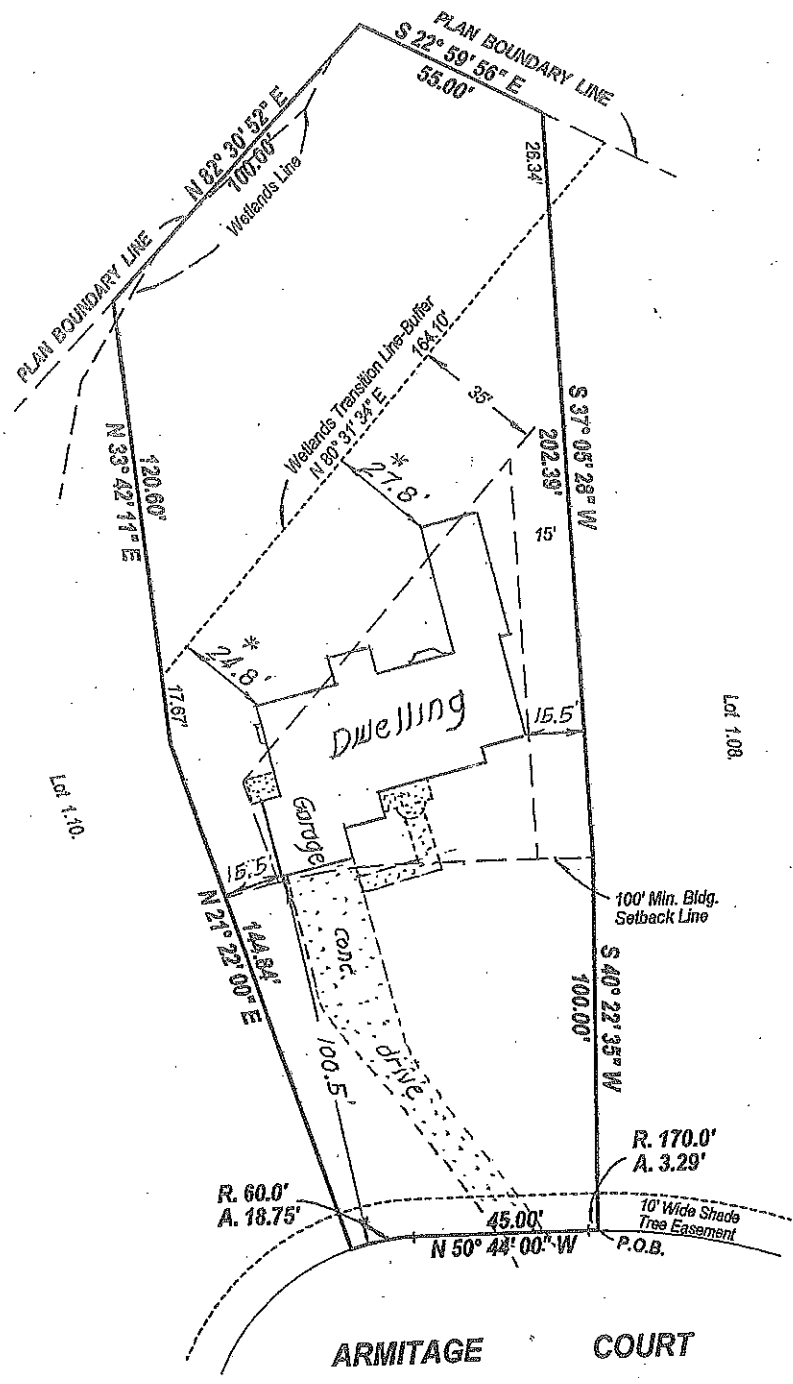 PLAN BOUNDARY LINE
S 22° 59' 56" E
55.00'
N 82° 30' 52" E
100.00'
Wetlands Line
PLAN BOUNDARY LINE
26.34'
Wetlands Transition Line-Buffer
164.10'
N 80° 31' 34" E
35'
S 37° 05' 28" W
202.39'
15'
*
27.8'
120.60'
N 33° 42' 11" E
*
24.8'
17.67'
Dwelling
15.5'
Lot 1.08.
Lot 1.10.
Garage
15.5'
100' Min. Bldg.
Setback Line
144.84'
N 21° 22' 00" E
conc.
drive
100.5'
S 40° 22' 35" W
100.00'
R. 170.0'
A. 3.29'
R. 60.0'
A. 18.75'
10' Wide Shade
Tree Easement
45.00'
N 50° 44' 00" W
P.O.B.
ARMITAGE COURT